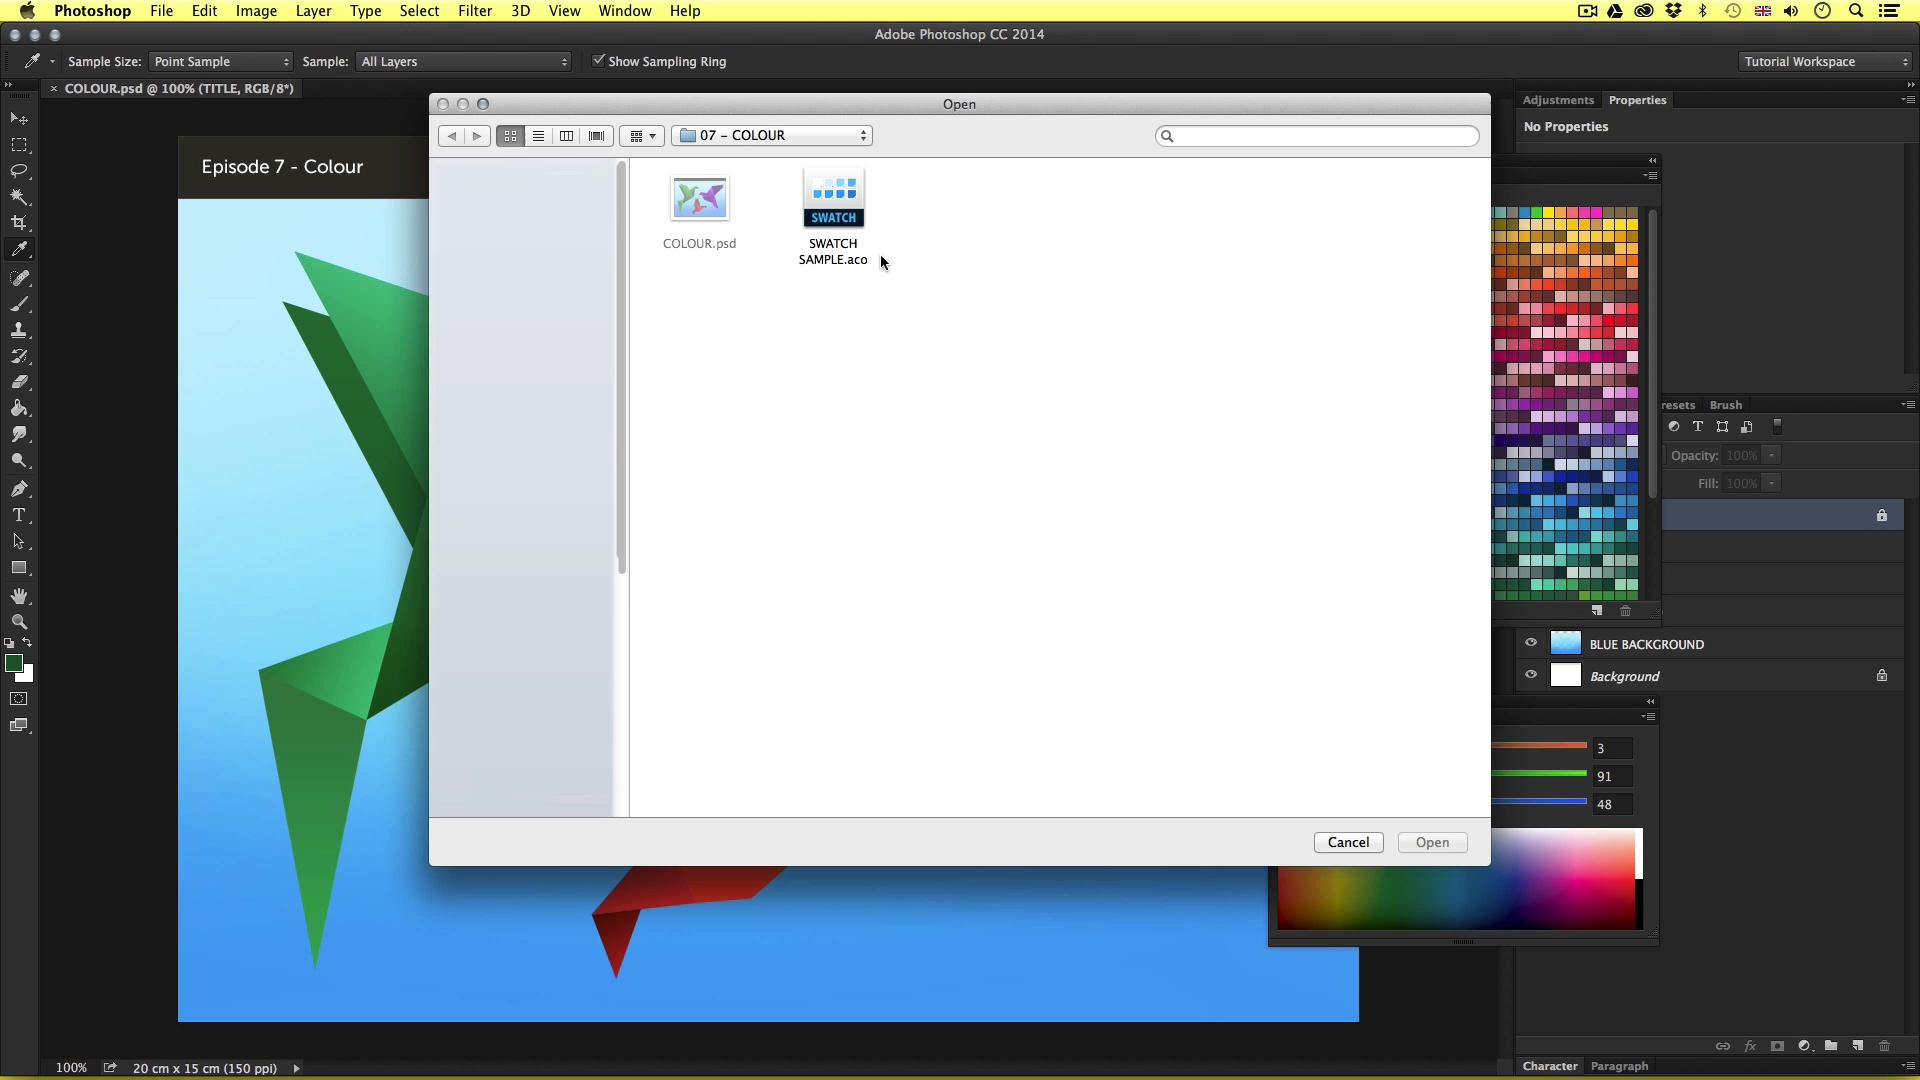 Photoshop File Edit Image Layer Type Select Filter 3D View Window Help
Adobe Photoshop CC 2014
Sample Size: Point Sample Sample: All Layers Show Sampling Ring Tutorial Workspace
× COLOUR.psd @ 100% (TITLE, RGB/8*)
Open
Adjustments Properties
07 - COLOUR
No Properties
Episode 7 - Colour
SWATCH
COLOUR.psd
SWATCH
SAMPLE.aco
resets Brush
T
Opacity: 100%
Fill: 100%
T
BLUE BACKGROUND
Background
3
91
48
Cancel Open
fx
100% 20 cm x 15 cm (150 ppi)
Character Paragraph